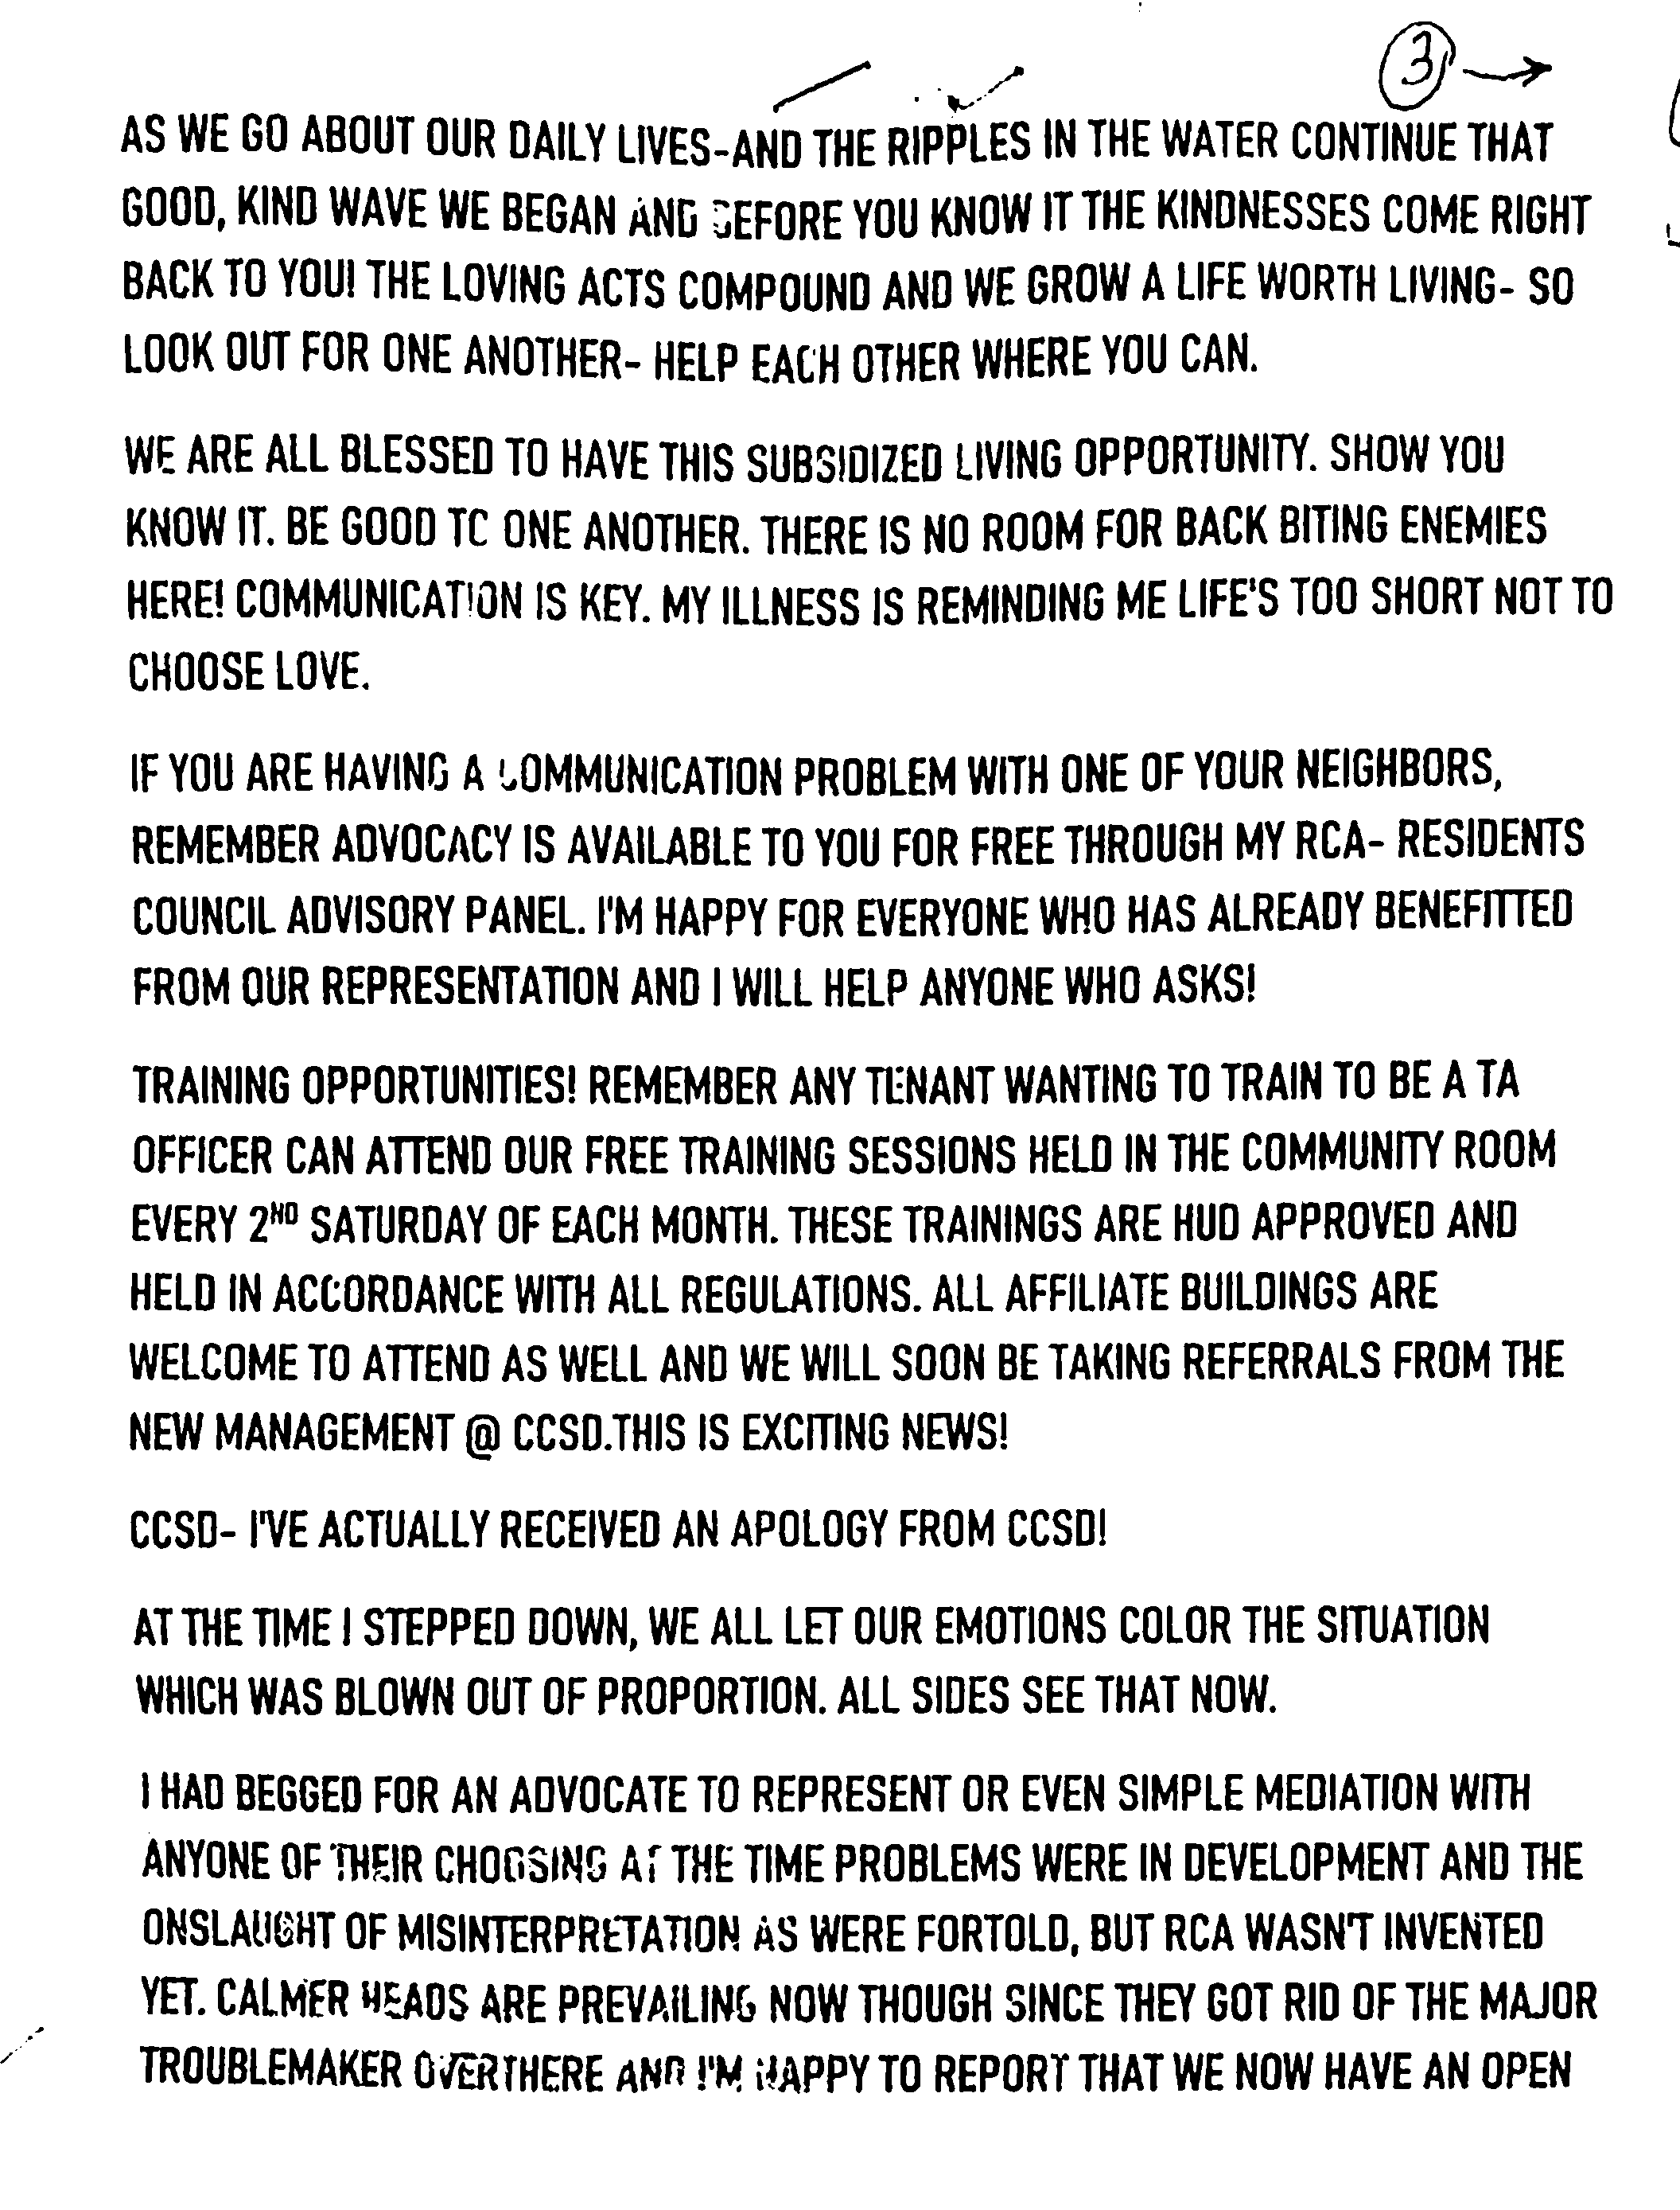 3 →
AS WE GO ABOUT OUR DAILY LIVES-AND THE RIPPLES IN THE WATER CONTINUE THAT
GOOD, KIND WAVE WE BEGAN AND BEFORE YOU KNOW IT THE KINDNESSES COME RIGHT
BACK TO YOU! THE LOVING ACTS COMPOUND AND WE GROW A LIFE WORTH LIVING- SO
LOOK OUT FOR ONE ANOTHER- HELP EACH OTHER WHERE YOU CAN.
WE ARE ALL BLESSED TO HAVE THIS SUBSIDIZED LIVING OPPORTUNITY. SHOW YOU
KNOW IT. BE GOOD TO ONE ANOTHER. THERE IS NO ROOM FOR BACK BITING ENEMIES
HERE! COMMUNICATION IS KEY. MY ILLNESS IS REMINDING ME LIFE'S TOO SHORT NOT TO
CHOOSE LOVE.
IF YOU ARE HAVING A COMMUNICATION PROBLEM WITH ONE OF YOUR NEIGHBORS,
REMEMBER ADVOCACY IS AVAILABLE TO YOU FOR FREE THROUGH MY RCA- RESIDENTS
COUNCIL ADVISORY PANEL. I'M HAPPY FOR EVERYONE WHO HAS ALREADY BENEFITTED
FROM OUR REPRESENTATION AND I WILL HELP ANYONE WHO ASKS!
TRAINING OPPORTUNITIES! REMEMBER ANY TENANT WANTING TO TRAIN TO BE A TA
OFFICER CAN ATTEND OUR FREE TRAINING SESSIONS HELD IN THE COMMUNITY ROOM
EVERY 2ND SATURDAY OF EACH MONTH. THESE TRAININGS ARE HUD APPROVED AND
HELD IN ACCORDANCE WITH ALL REGULATIONS. ALL AFFILIATE BUILDINGS ARE
WELCOME TO ATTEND AS WELL AND WE WILL SOON BE TAKING REFERRALS FROM THE
NEW MANAGEMENT @ CCSD.THIS IS EXCITING NEWS!
CCSD- I'VE ACTUALLY RECEIVED AN APOLOGY FROM CCSD!
AT THE TIME I STEPPED DOWN, WE ALL LET OUR EMOTIONS COLOR THE SITUATION
WHICH WAS BLOWN OUT OF PROPORTION. ALL SIDES SEE THAT NOW.
I HAD BEGGED FOR AN ADVOCATE TO REPRESENT OR EVEN SIMPLE MEDIATION WITH
ANYONE OF THEIR CHOOSING AT THE TIME PROBLEMS WERE IN DEVELOPMENT AND THE
ONSLAUGHT OF MISINTERPRETATION AS WERE FORTOLD, BUT RCA WASN'T INVENTED
YET. CALMER HEADS ARE PREVAILING NOW THOUGH SINCE THEY GOT RID OF THE MAJOR
TROUBLEMAKER OVERTHERE AND I'M HAPPY TO REPORT THAT WE NOW HAVE AN OPEN